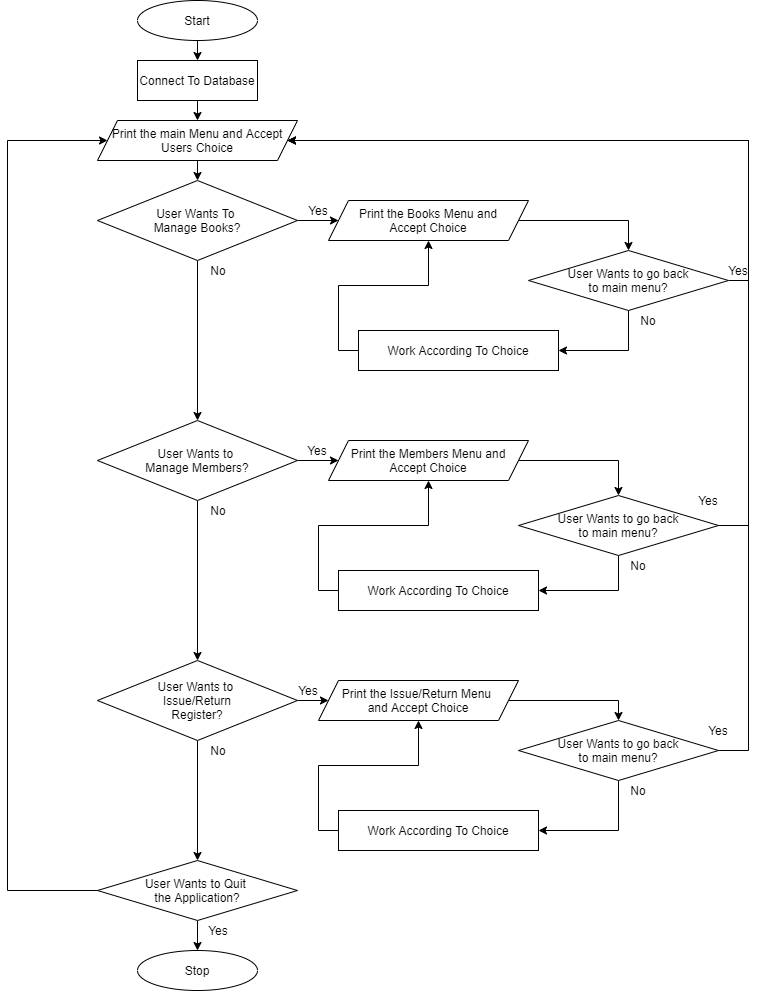 Start
Connect To Database
Print the main Menu and Accept
Users Choice
User Wants To
Manage Books?
Yes
Print the Books Menu and
Accept Choice
User Wants to go back
to main menu?
Yes
No
No
Work According To Choice
User Wants to
Manage Members?
Yes
Print the Members Menu and
Accept Choice
User Wants to go back
to main menu?
Yes
No
No
Work According To Choice
User Wants to
Issue/Return
Register?
Yes
Print the Issue/Return Menu
and Accept Choice
User Wants to go back
to main menu?
Yes
No
No
Work According To Choice
User Wants to Quit
the Application?
Yes
Stop